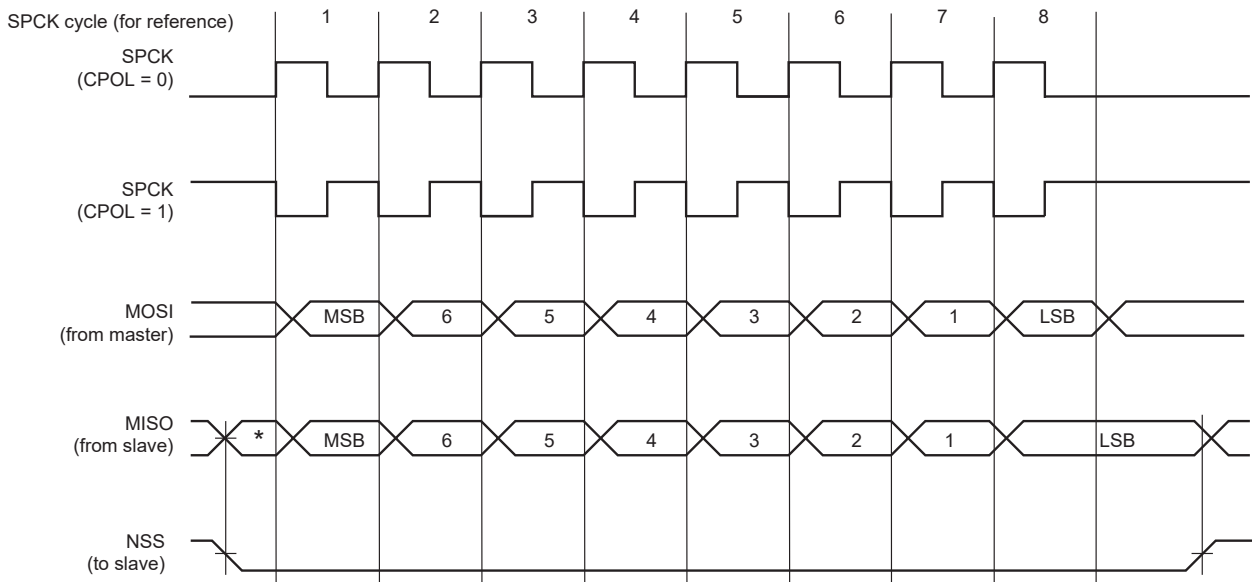 SPCK cycle (for reference) 1 2 3 4 5 6 7 8
SPCK
(CPOL = 0)
SPCK
(CPOL = 1)
MOSI
(from master)
MSB 6 5 4 3 2 1 LSB
MISO
(from slave)
* MSB 6 5 4 3 2 1 LSB
NSS
(to slave)